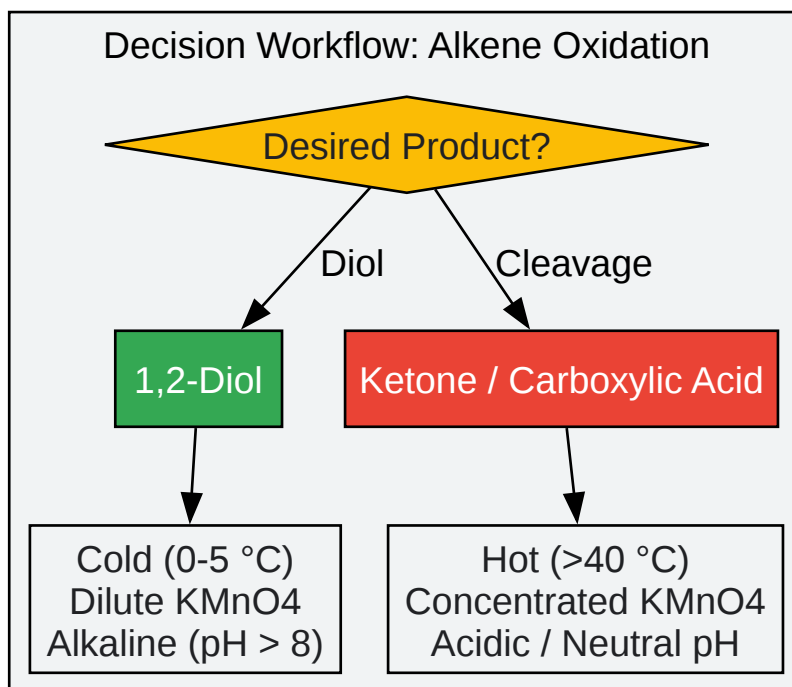 Decision Workflow: Alkene Oxidation
Desired Product?
Diol
Cleavage
1,2-Diol
Ketone / Carboxylic Acid
Cold (0-5 °C)
Dilute KMnO4
Alkaline (pH > 8)
Hot (>40 °C)
Concentrated KMnO4
Acidic / Neutral pH